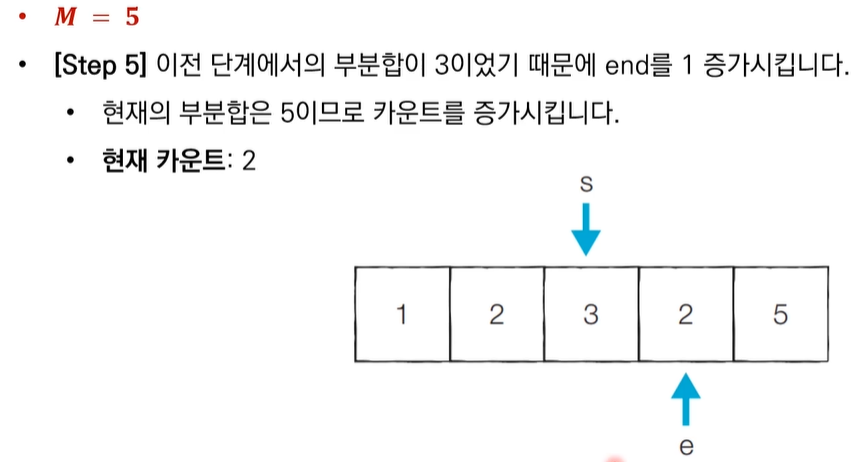 • M = 5
• [Step 5] 이전 단계에서의 부분합이 3이었기 때문에 end를 1 증가시킵니다.
• 현재의 부분합은 5이므로 카운트를 증가시킵니다.
• 현재 카운트: 2
s
1 2 3 2 5
e